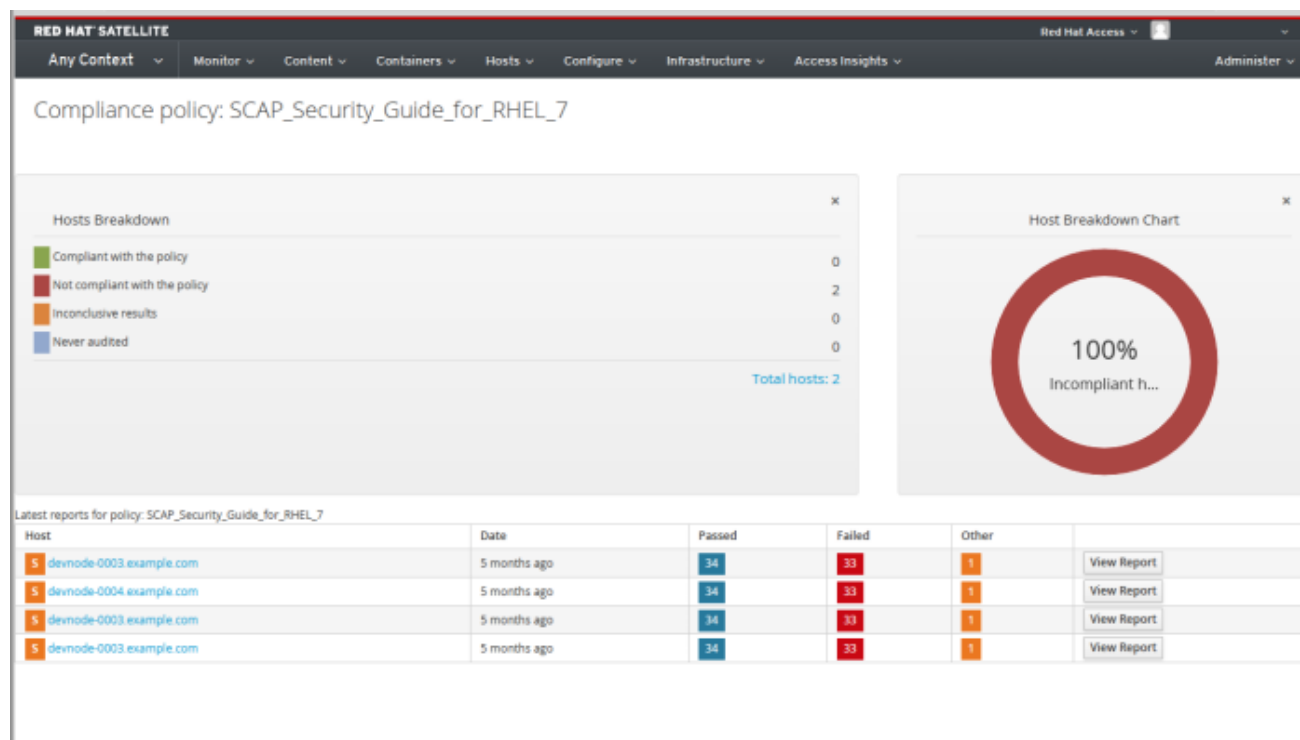 RED HAT SATELLITE
Red Hat Access
Any Context Monitor Content Containers Hosts Configure Infrastructure Access Insights Administer
Compliance policy: SCAP_Security_Guide_for_RHEL_7
Hosts Breakdown
Compliant with the policy 0
Not compliant with the policy 2
Inconclusive results 0
Never audited 0
Total hosts: 2
Host Breakdown Chart
100%
Incompliant h...
Latest reports for policy: SCAP_Security_Guide_for_RHEL_7
Host Date Passed Failed Other
S devnode-0003.example.com 5 months ago 34 33 1 View Report
S devnode-0004.example.com 5 months ago 34 33 1 View Report
S devnode-0003.example.com 5 months ago 34 33 1 View Report
S devnode-0003.example.com 5 months ago 34 33 1 View Report